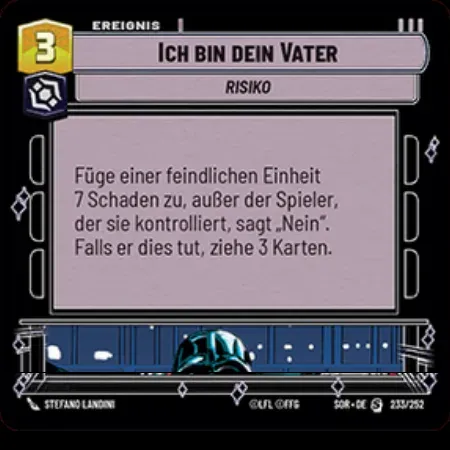 EREIGNIS
3
ICH BIN DEIN VATER
RISIKO
Füge einer feindlichen Einheit
7 Schaden zu, außer der Spieler,
der sie kontrolliert, sagt „Nein“.
Falls er dies tut, ziehe 3 Karten.
STEFANO LANDINI
©LFL ©FFG
SOR • DE
233/252